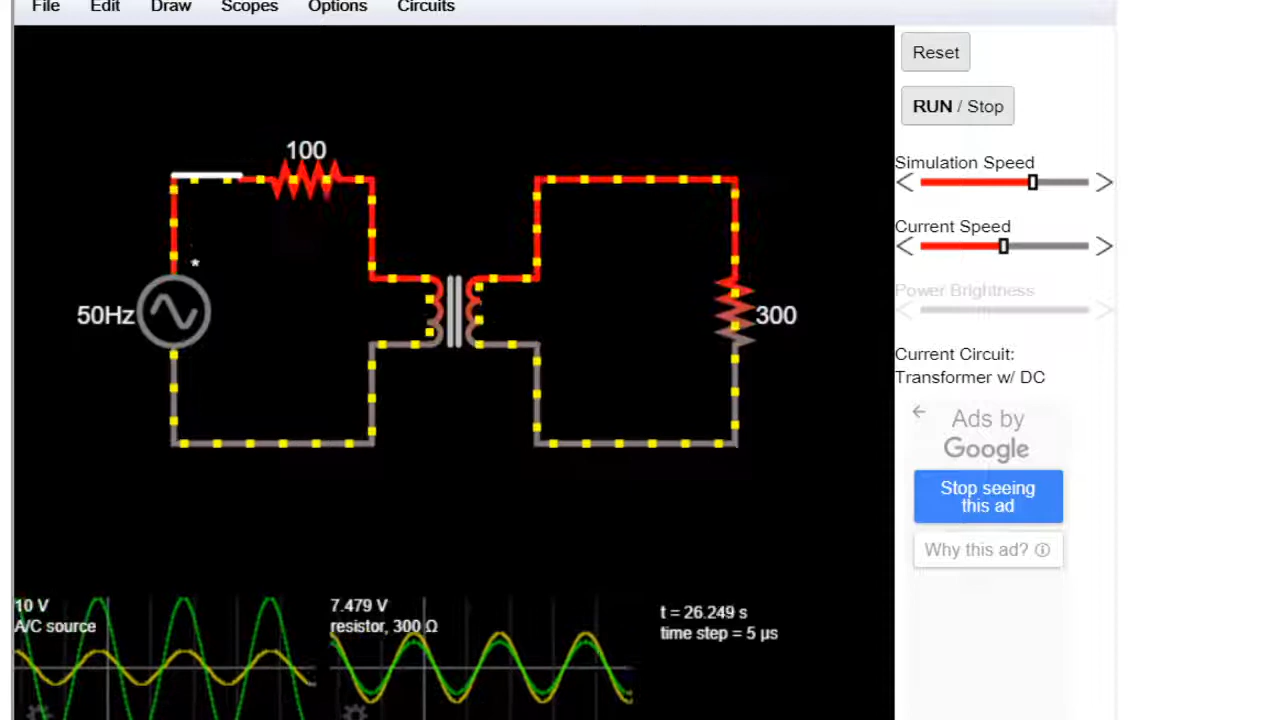 File Edit Draw Scopes Options Circuits
Reset
RUN / Stop
Simulation Speed
Current Speed
Power Brightness
Current Circuit:
Transformer w/ DC
Ads by
Google
Stop seeing
this ad
Why this ad?
100
*
50Hz
300
10 V
A/C source
7.479 V
resistor, 300 Ω
t = 26.249 s
time step = 5 µs